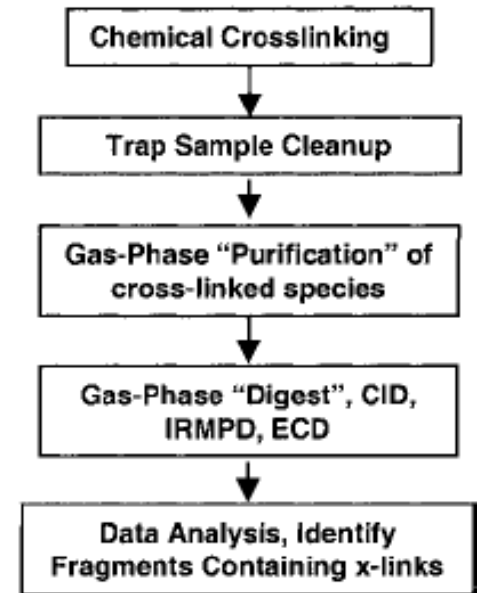 Chemical Crosslinking
Trap Sample Cleanup
Gas-Phase “Purification” of
cross-linked species
Gas-Phase “Digest”, CID,
IRMPD, ECD
Data Analysis, Identify
Fragments Containing x-links